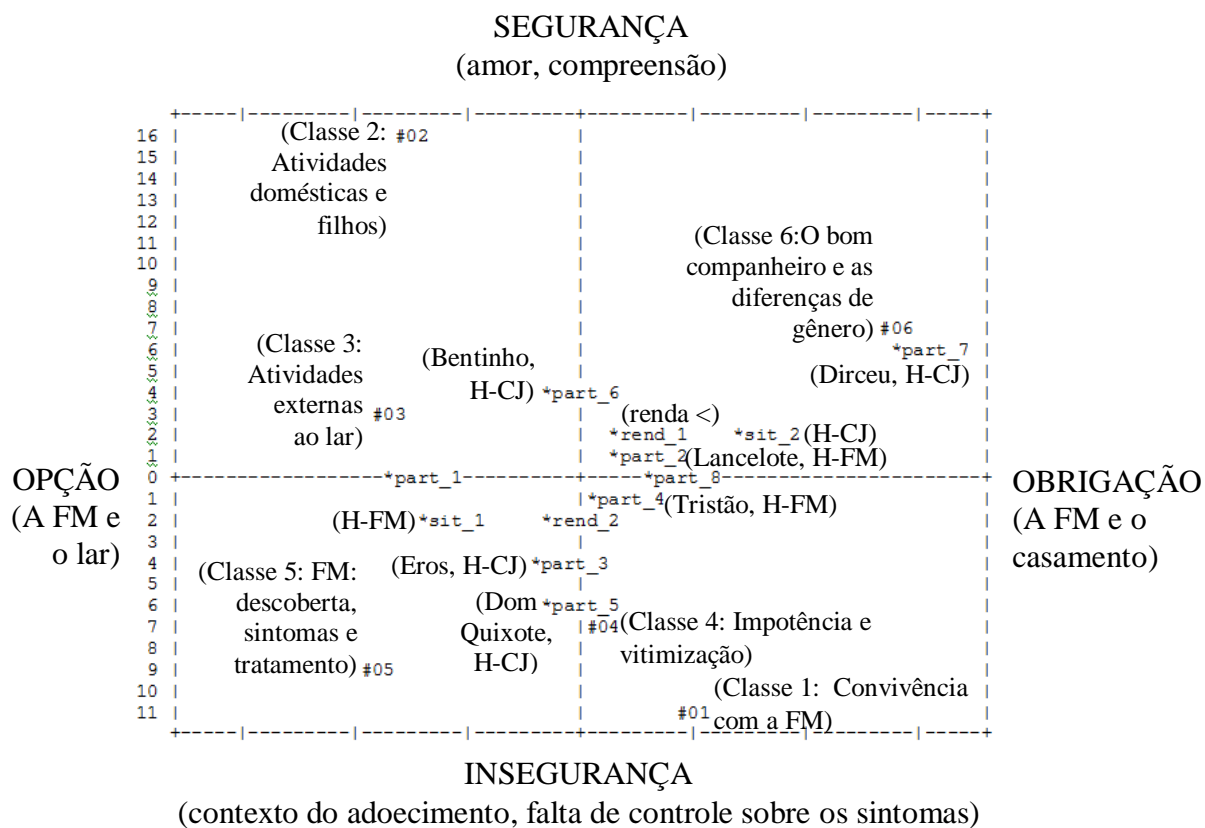 SEGURANÇA
(amor, compreensão)
+-----|---------|---------+---------|---------|-----+
16 | (Classe 2: #02 | |
15 | Atividades | |
14 | domésticas e | |
13 | | |
12 | filhos) | |
11 | (Classe 6:O bom |
10 | companheiro e as |
9 | diferenças de |
8 | | |
7 | gênero) #06 |
6 | (Classe 3: *part_7 |
5 | Atividades (Bentinho, (Dirceu, H-CJ) |
4 | externas H-CJ) *part_6 |
3 | #03 (renda <) |
2 | ao lar) | *rend_1 *sit_2 (H-CJ) |
1 | | *part_2 (Lancelote, H-FM) |
OPÇÃO 0 +------------------*part_1----------+-----*part_8----------------------+ OBRIGAÇÃO
(A FM e 1 | |*part_4 (Tristão, H-FM) | (A FM e o
o lar) 2 | (H-FM) *sit_1 *rend_2 | casamento)
3 | | |
4 | (Classe 5: FM: (Eros, H-CJ) *part_3 |
5 | descoberta, | |
6 | sintomas e (Dom *part_5 |
7 | Quixote, |#04 (Classe 4: Impotência e |
8 | tratamento) H-CJ) | vitimização) |
9 | #05 | |
10 | | (Classe 1: Convivência |
11 | | #01 com a FM) |
+-----|---------|---------+---------|---------|-----+
INSEGURANÇA
(contexto do adoecimento, falta de controle sobre os sintomas)